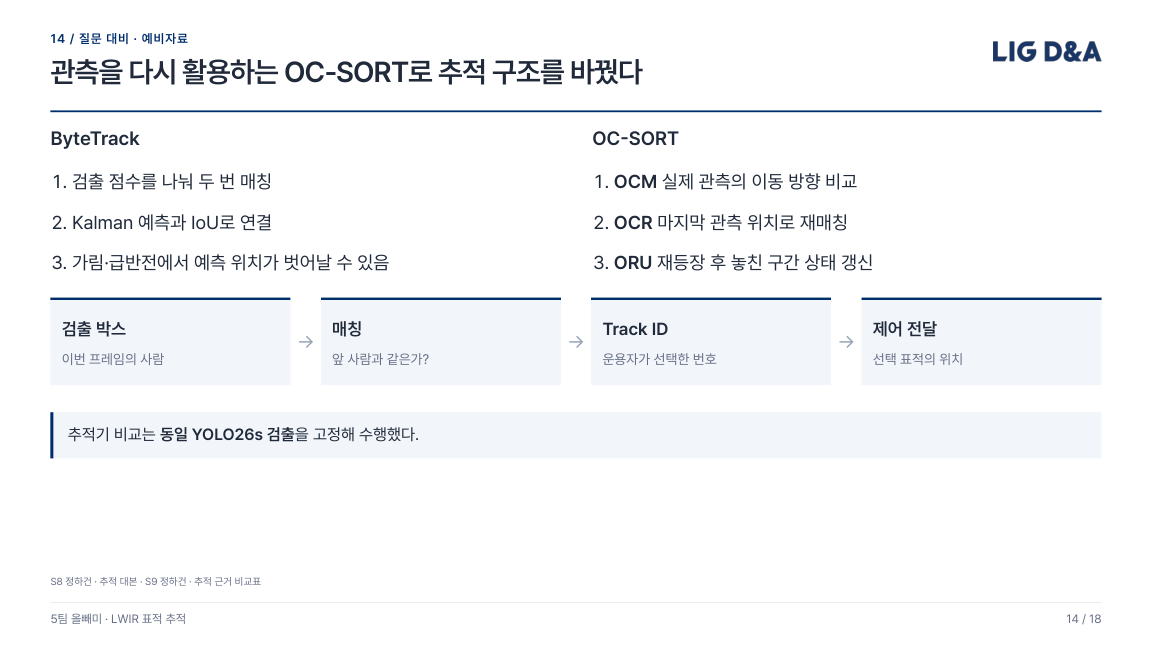 14 / 질문 대비 · 예비자료
관측을 다시 활용하는 OC-SORT로 추적 구조를 바꿨다
LIG D&A
ByteTrack
1. 검출 점수를 나눠 두 번 매칭
2. Kalman 예측과 IoU로 연결
3. 가림·급반전에서 예측 위치가 벗어날 수 있음
OC-SORT
1. OCM 실제 관측의 이동 방향 비교
2. OCR 마지막 관측 위치로 재매칭
3. ORU 재등장 후 놓친 구간 상태 갱신
검출 박스
이번 프레임의 사람
→
매칭
앞 사람과 같은가?
→
Track ID
운용자가 선택한 번호
→
제어 전달
선택 표적의 위치
추적기 비교는 동일 YOLO26s 검출을 고정해 수행했다.
S8 정하건 · 추적 대본 · S9 정하건 · 추적 근거 비교표
5팀 올빼미 · LWIR 표적 추적
14 / 18